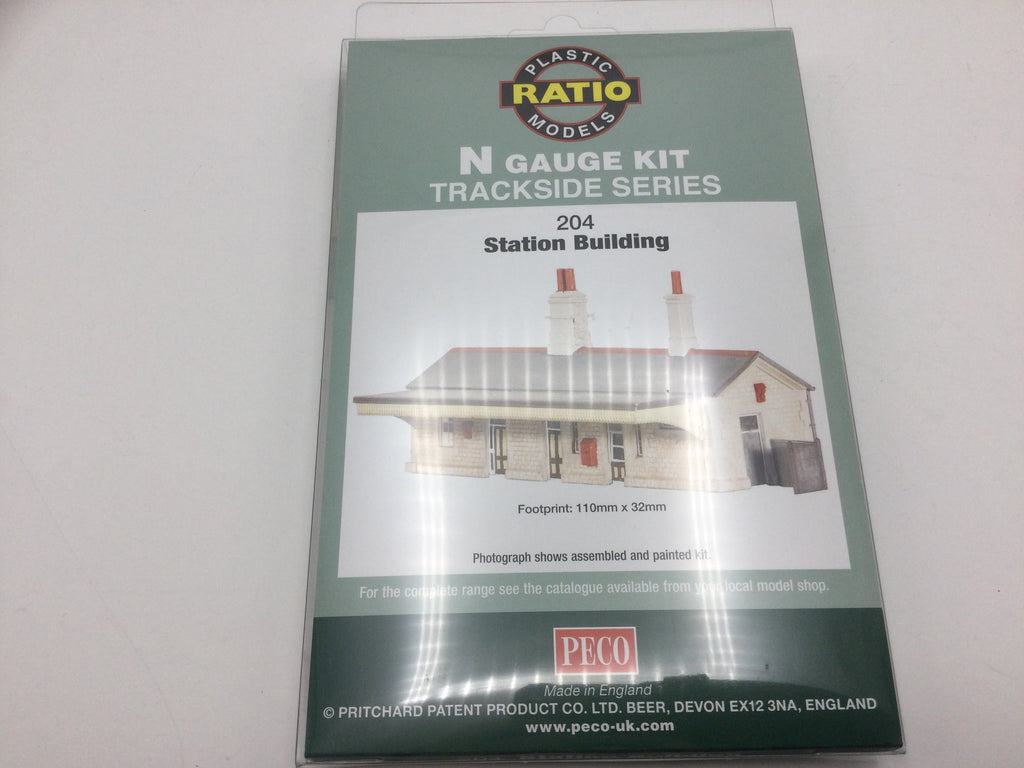 PLASTIC
RATIO
MODELS
N GAUGE KIT
TRACKSIDE SERIES
204
Station Building
Footprint: 110mm x 32mm
Photograph shows assembled and painted kit.
For the complete range see the catalogue available from your local model shop.
PECO
Made in England
© PRITCHARD PATENT PRODUCT CO. LTD. BEER, DEVON EX12 3NA, ENGLAND
www.peco-uk.com